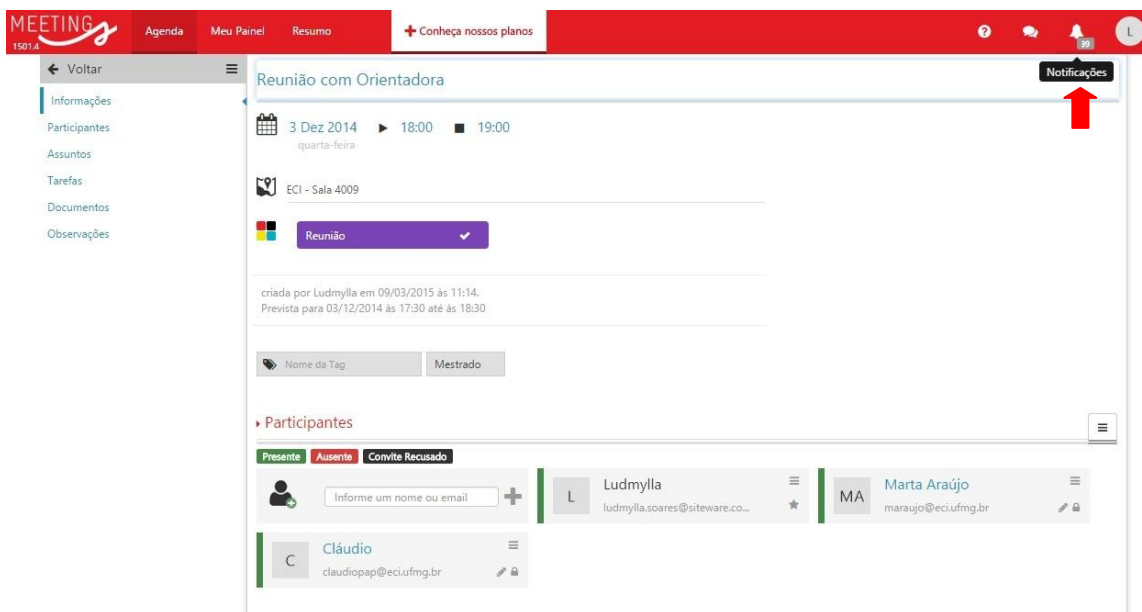 MEETING
1501.4
Agenda
Meu Painel
Resumo
Conheça nossos planos
39
L
Notificações
Voltar
Informações
Participantes
Assuntos
Tarefas
Documentos
Observações
Reunião com Orientadora
3 Dez 2014 18:00 19:00
quarta-feira
ECI - Sala 4009
Reunião
criada por Ludmylla em 09/03/2015 às 11:14.
Prevista para 03/12/2014 às 17:30 até às 18:30
Nome da Tag
Mestrado
Participantes
Presente Ausente Convite Recusado
Informe um nome ou email
L
Ludmylla
ludmylla.soares@siteware.co...
MA
Marta Araújo
maraujo@eci.ufmg.br
C
Cláudio
claudiopap@eci.ufmg.br